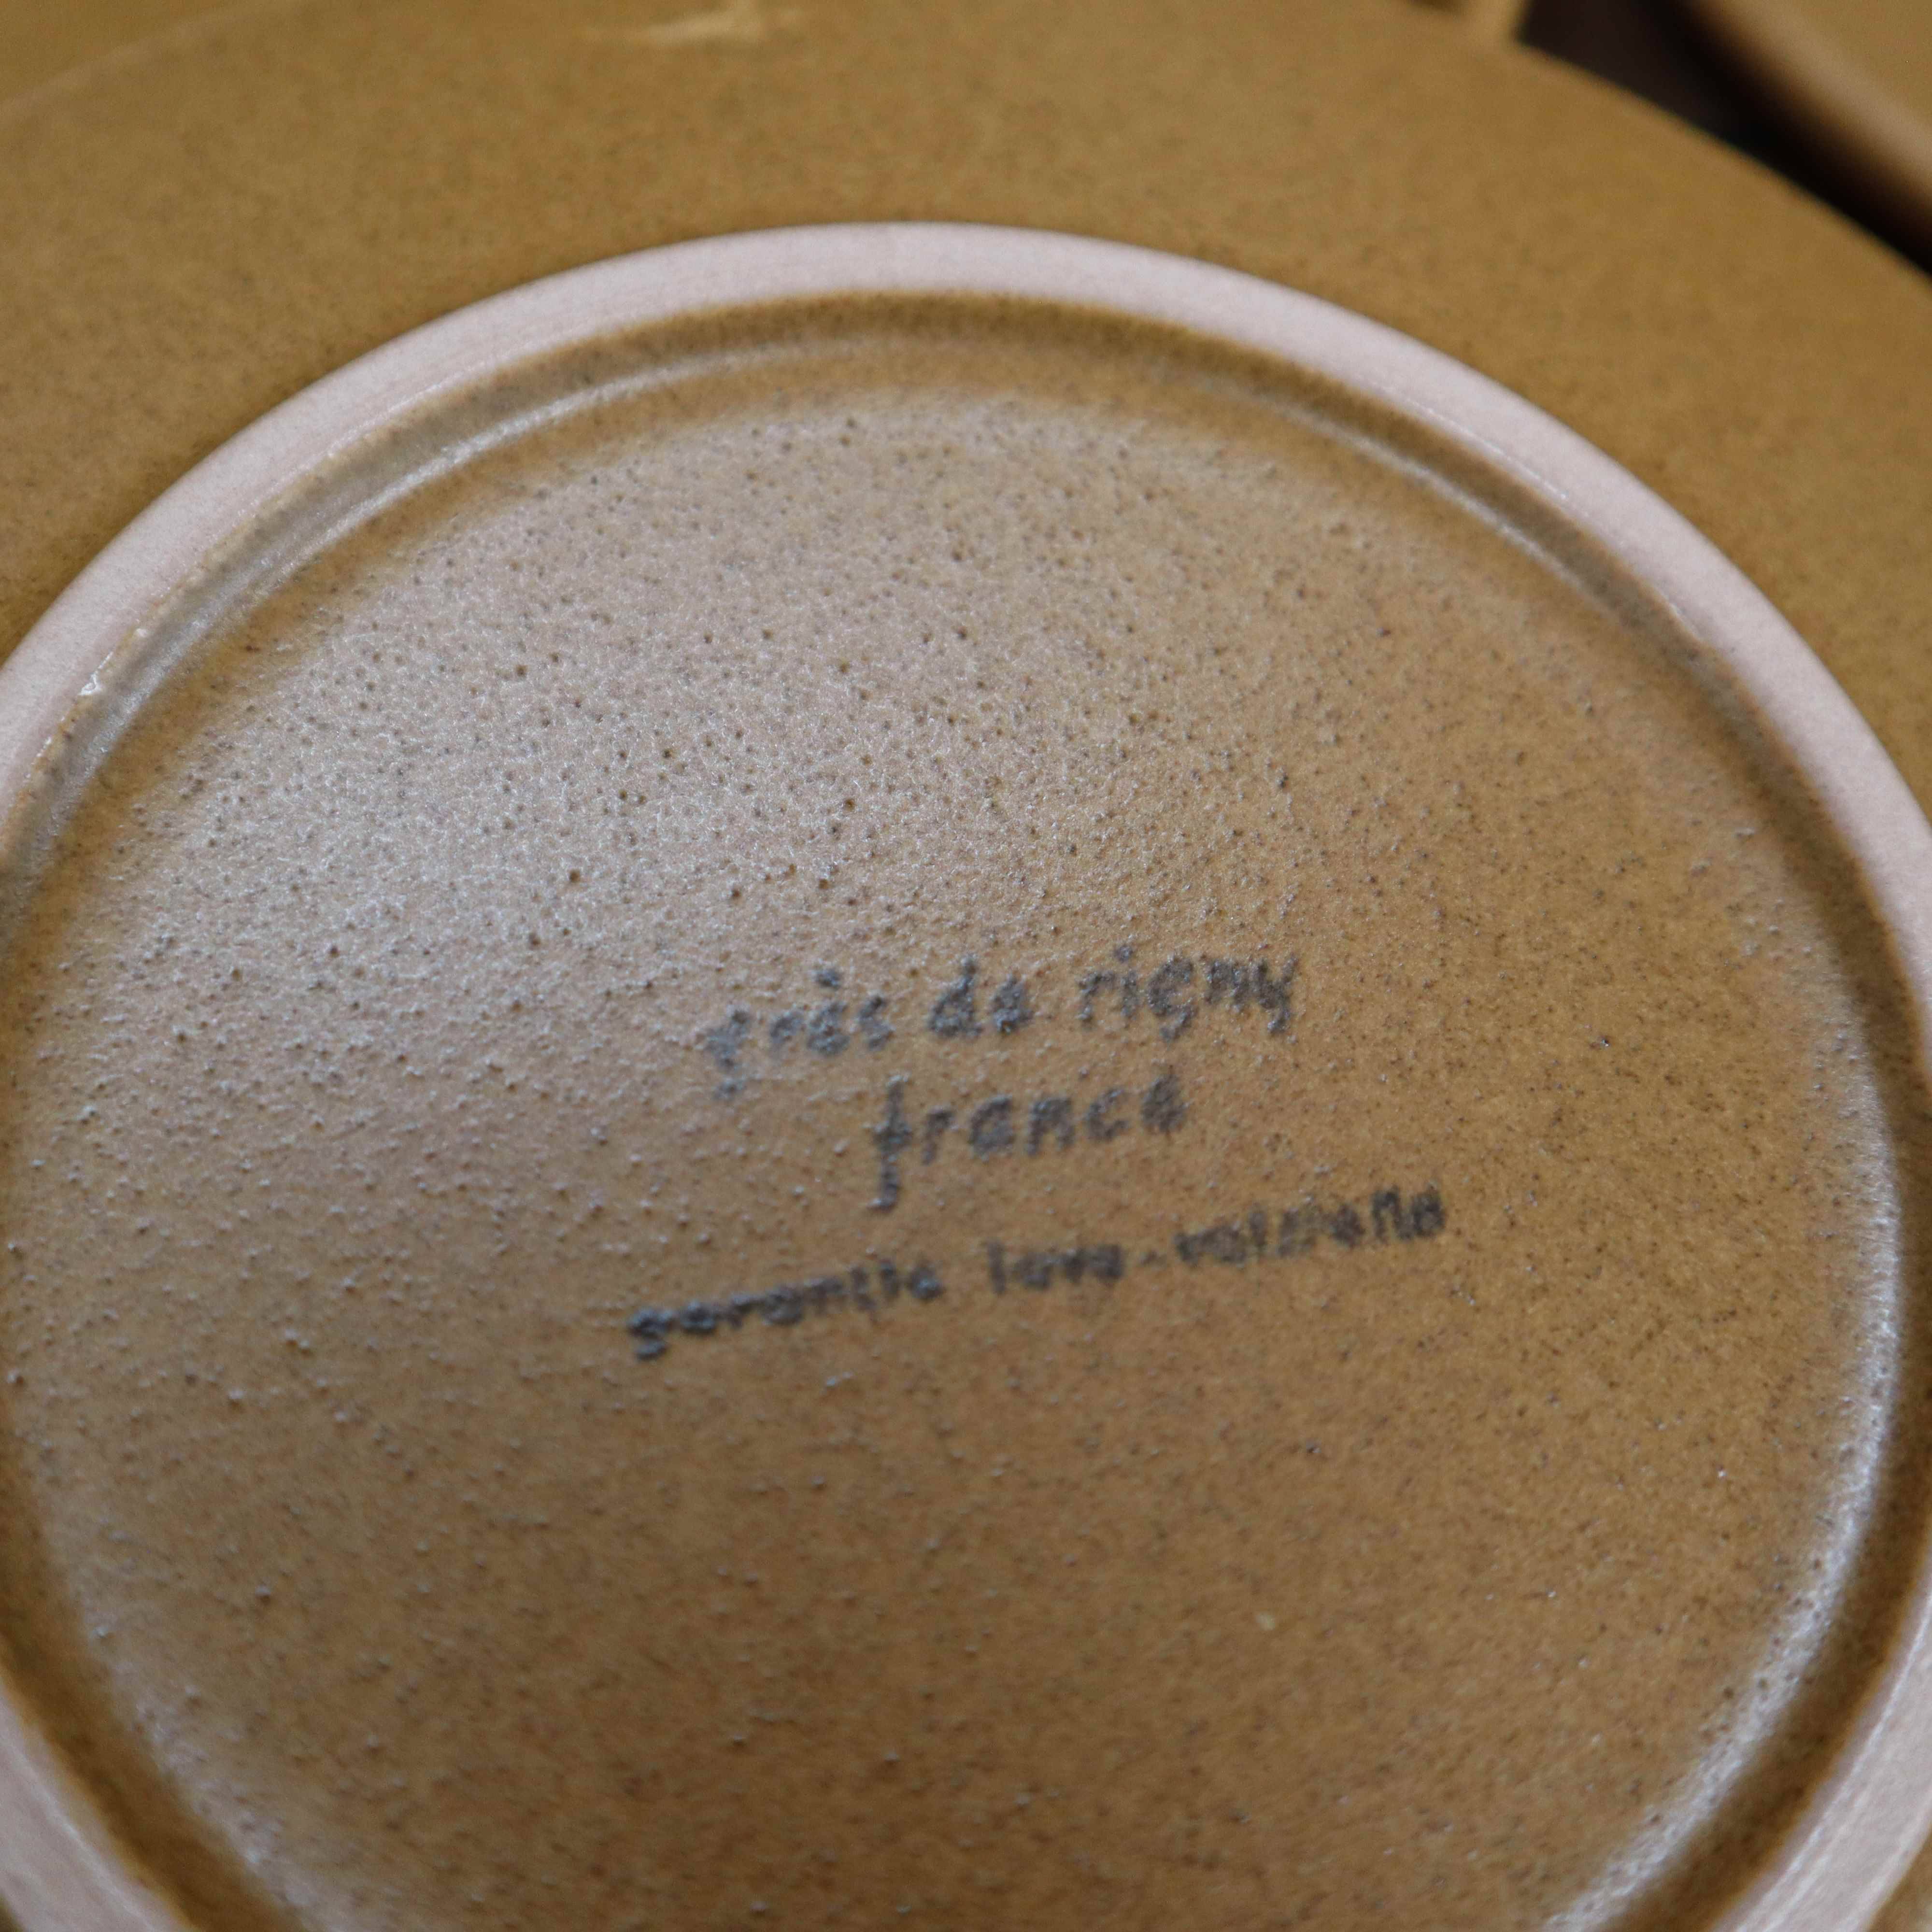 grès de rigny
france
garantie lave-vaisselle